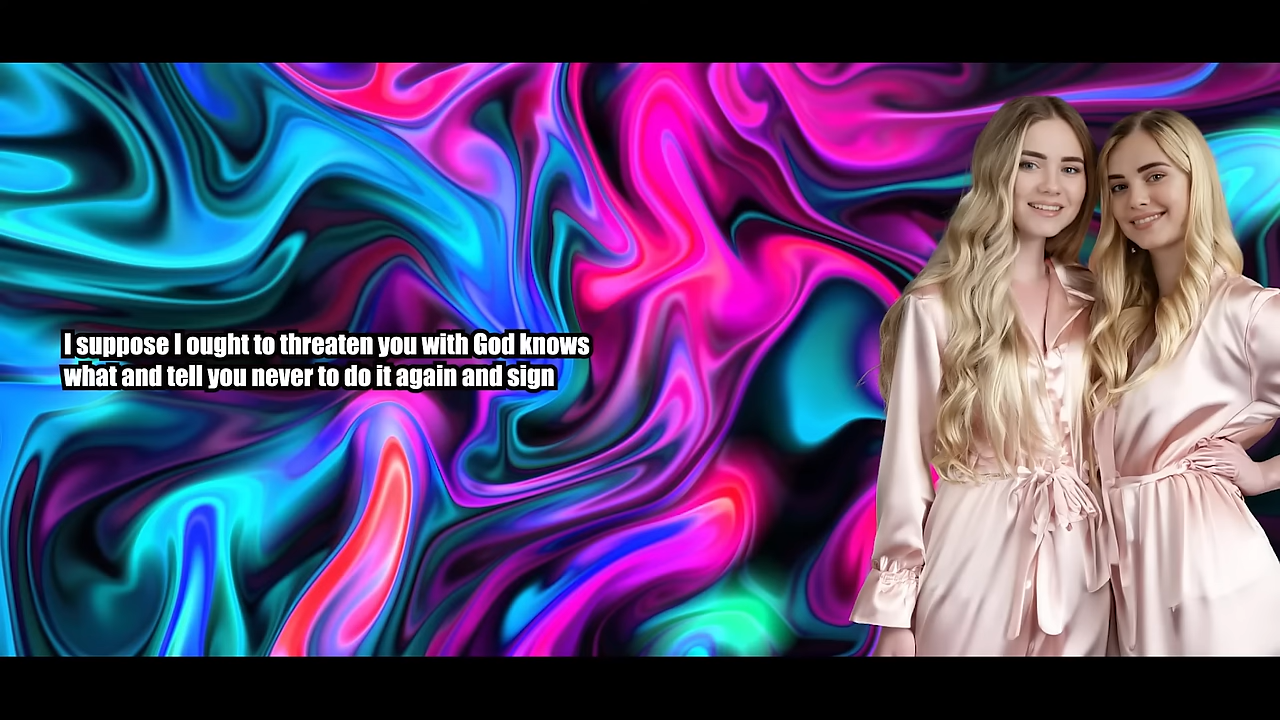 I suppose I ought to threaten you with God knows
what and tell you never to do it again and sign